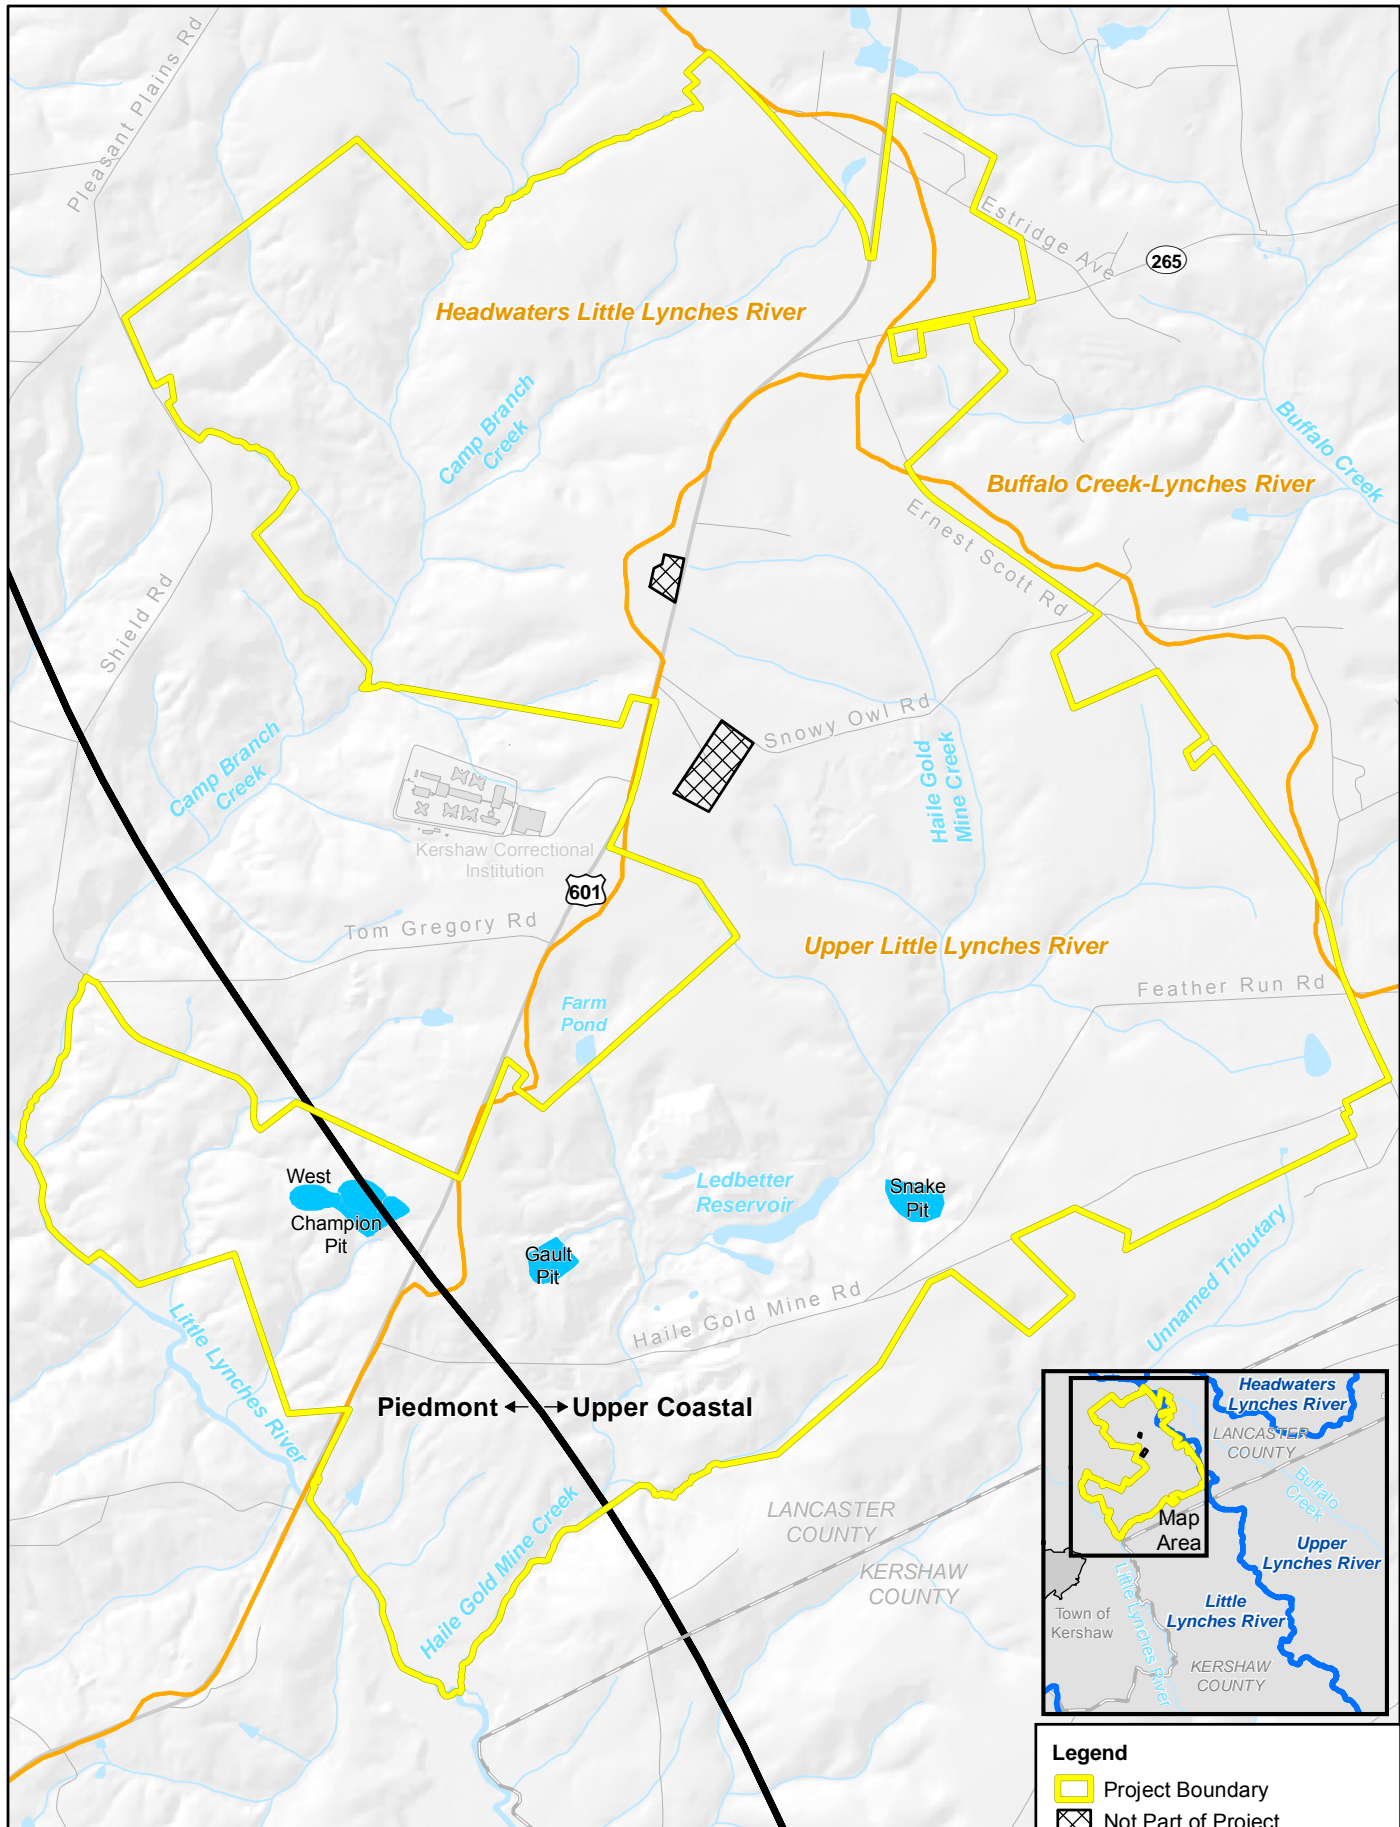 Pleasant Plains Rd
Estridge Ave
265
Headwaters Little Lynches River
Camp Branch
Creek
Buffalo Creek
Buffalo Creek-Lynches River
Ernest Scott Rd
Shield Rd
Snowy Owl Rd
Camp Branch
Creek
Haile Gold
Mine Creek
Kershaw Correctional
Institution
601
Tom Gregory Rd
Upper Little Lynches River
Feather Run Rd
Farm
Pond
West
Champion
Pit
Ledbetter
Reservoir
Snake
Pit
Gault
Pit
Unnamed Tributary
Haile Gold Mine Rd
Little Lynches River
Piedmont
Upper Coastal
Haile Gold Mine Creek
LANCASTER
COUNTY
KERSHAW
COUNTY
Headwaters
Lynches River
LANCASTER
COUNTY
Buffalo
Creek
Map
Area
Upper
Lynches River
Little
Lynches River
Town of
Kershaw
Little Lynches River
KERSHAW
COUNTY
Legend
Project Boundary
Not Part of Project